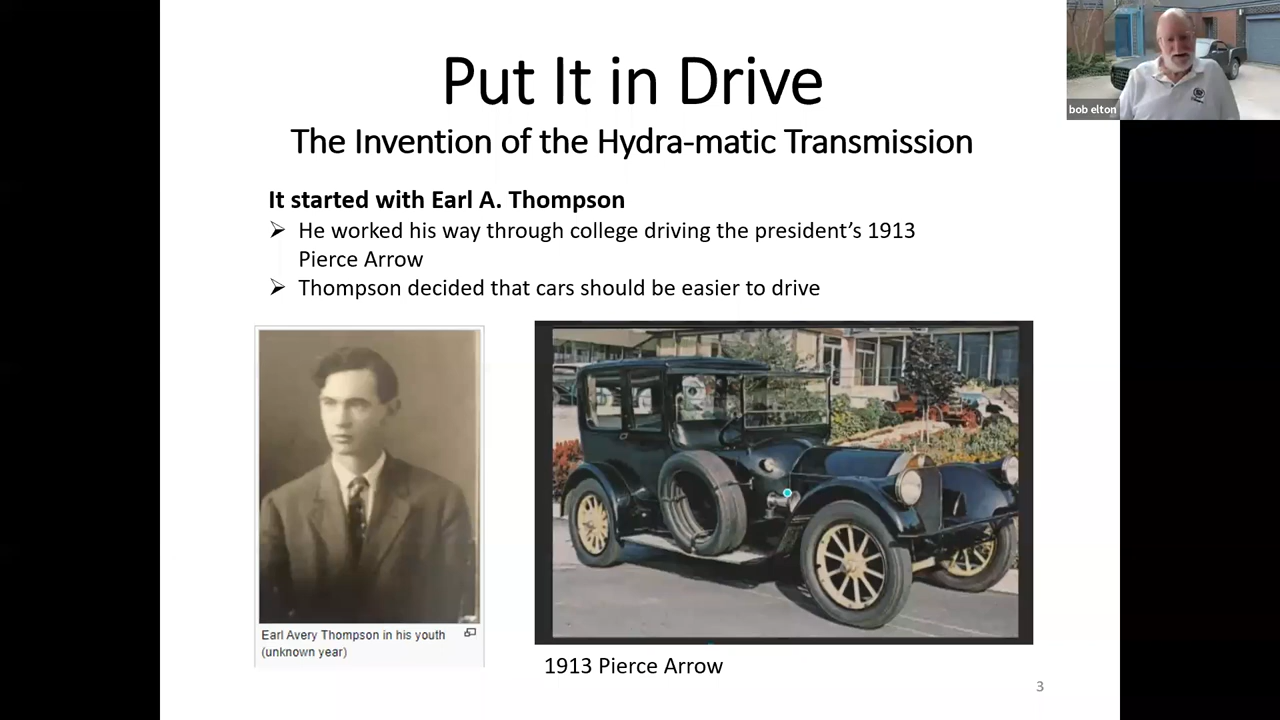 Put It in Drive
The Invention of the Hydra-matic Transmission
It started with Earl A. Thompson
➢ He worked his way through college driving the president’s 1913
Pierce Arrow
➢ Thompson decided that cars should be easier to drive
Earl Avery Thompson in his youth
(unknown year)
1913 Pierce Arrow
3
bob elton